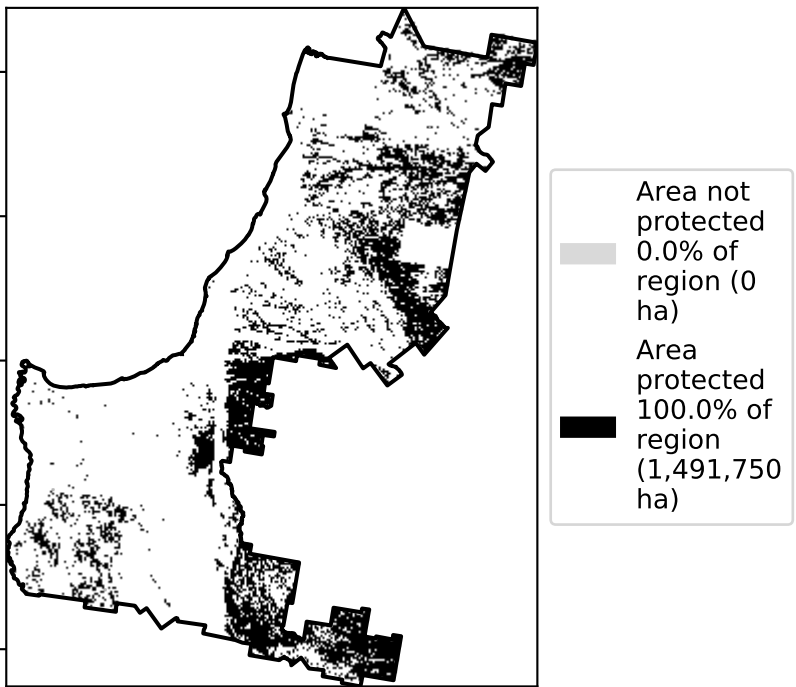 Area not
protected
0.0% of
region (0
ha)
Area
protected
100.0% of
region
(1,491,750
ha)